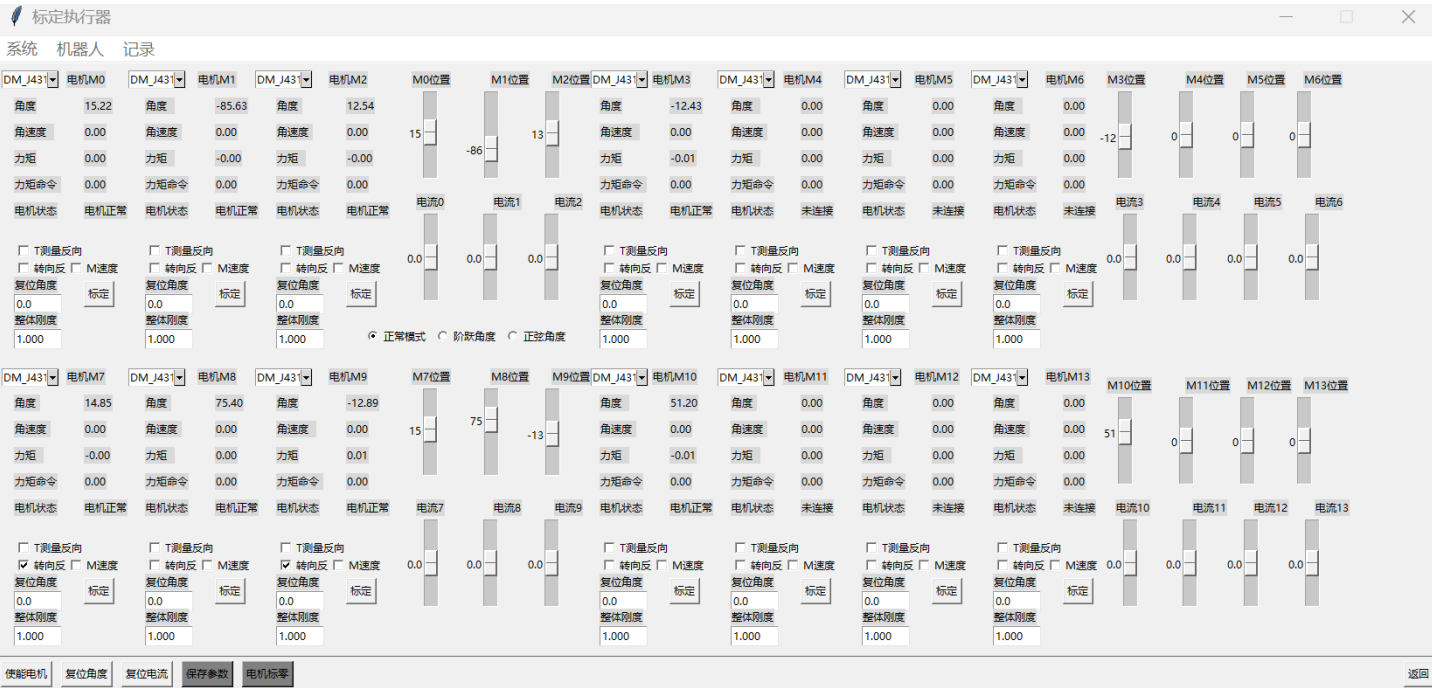 标定执行器
系统 机器人 记录
DM_J431 电机M0 DM_J431 电机M1 DM_J431 电机M2 M0位置 M1位置 M2位置 DM_J431 电机M3 DM_J431 电机M4 DM_J431 电机M5 DM_J431 电机M6 M3位置 M4位置 M5位置 M6位置
角度 15.22 角度 -85.63 角度 12.54 角度 -12.43 角度 0.00 角度 0.00 角度 0.00
角速度 0.00 角速度 0.00 角速度 0.00 15 13 角速度 0.00 角速度 0.00 角速度 0.00 角速度 0.00 -12 0 0 0
力矩 0.00 力矩 -0.00 力矩 -0.00 -86 力矩 -0.01 力矩 0.00 力矩 0.00 力矩 0.00
力矩命令 0.00 力矩命令 0.00 力矩命令 0.00 力矩命令 0.00 力矩命令 0.00 力矩命令 0.00 力矩命令 0.00
电机状态 电机正常 电机状态 电机正常 电机状态 电机正常 电流0 电流1 电流2 电机状态 电机正常 电机状态 未连接 电机状态 未连接 电机状态 未连接 电流3 电流4 电流5 电流6
T测量反向 T测量反向 T测量反向 0.0 0.0 0.0 T测量反向 T测量反向 T测量反向 T测量反向 0.0 0.0 0.0 0.0
转向反 M速度 转向反 M速度 转向反 M速度 转向反 M速度 转向反 M速度 转向反 M速度 转向反 M速度
复位角度 复位角度 复位角度 复位角度 复位角度 复位角度 复位角度
0.0 标定 0.0 标定 0.0 标定 0.0 标定 0.0 标定 0.0 标定 0.0 标定
整体刚度 整体刚度 整体刚度 整体刚度 整体刚度 整体刚度 整体刚度
1.000 1.000 1.000 正常模式 阶跃角度 正弦角度 1.000 1.000 1.000 1.000
DM_J431 电机M7 DM_J431 电机M8 DM_J431 电机M9 M7位置 M8位置 M9位置 DM_J431 电机M10 DM_J431 电机M11 DM_J431 电机M12 DM_J431 电机M13 M10位置 M11位置 M12位置 M13位置
角度 14.85 角度 75.40 角度 -12.89 角度 51.20 角度 0.00 角度 0.00 角度 0.00
角速度 0.00 角速度 0.00 角速度 0.00 15 75 -13 角速度 0.00 角速度 0.00 角速度 0.00 角速度 0.00 51 0 0 0
力矩 -0.00 力矩 0.00 力矩 0.01 力矩 -0.01 力矩 0.00 力矩 0.00 力矩 0.00
力矩命令 0.00 力矩命令 0.00 力矩命令 0.00 力矩命令 0.00 力矩命令 0.00 力矩命令 0.00 力矩命令 0.00
电机状态 电机正常 电机状态 电机正常 电机状态 电机正常 电流7 电流8 电流9 电机状态 电机正常 电机状态 未连接 电机状态 未连接 电机状态 未连接 电流10 电流11 电流12 电流13
T测量反向 T测量反向 T测量反向 T测量反向 T测量反向 T测量反向 T测量反向
转向反 M速度 转向反 M速度 转向反 M速度 0.0 0.0 0.0 转向反 M速度 转向反 M速度 转向反 M速度 转向反 M速度 0.0 0.0 0.0 0.0
复位角度 复位角度 复位角度 复位角度 复位角度 复位角度 复位角度
0.0 标定 0.0 标定 0.0 标定 0.0 标定 0.0 标定 0.0 标定 0.0 标定
整体刚度 整体刚度 整体刚度 整体刚度 整体刚度 整体刚度 整体刚度
1.000 1.000 1.000 1.000 1.000 1.000 1.000
使能电机 复位角度 复位电流 保存参数 电机标零 返回